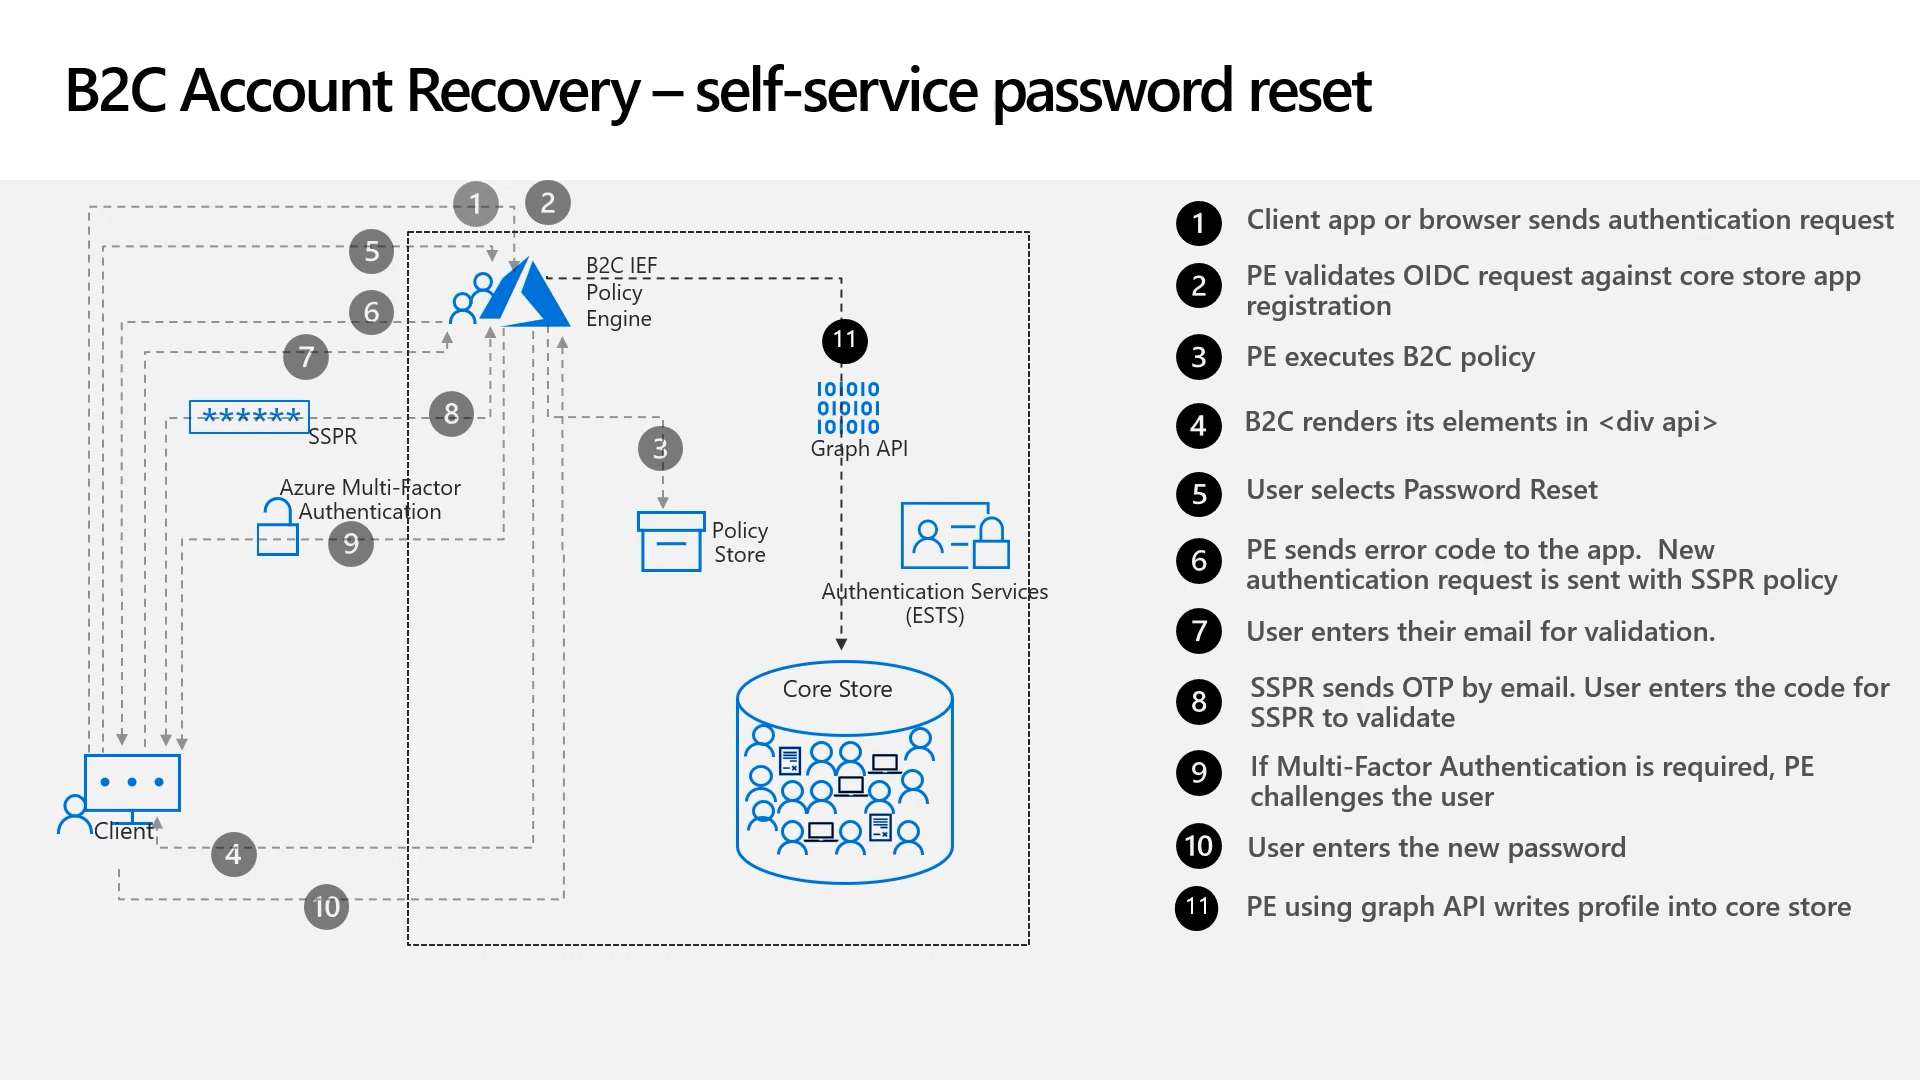 B2C Account Recovery – self-service password reset
1
2
5
6
7
8
3
9
4
10
11
B2C IEF
Policy
Engine
******
SSPR
Azure Multi-Factor
Authentication
IOIOIO
OIOIOI
IOIOIO
Graph API
Policy
Store
Authentication Services
(ESTS)
Core Store
Client
1 Client app or browser sends authentication request
2 PE validates OIDC request against core store app
registration
3 PE executes B2C policy
4 B2C renders its elements in <div api>
5 User selects Password Reset
6 PE sends error code to the app.  New
authentication request is sent with SSPR policy
7 User enters their email for validation.
8 SSPR sends OTP by email. User enters the code for
SSPR to validate
9 If Multi-Factor Authentication is required, PE
challenges the user
10 User enters the new password
11 PE using graph API writes profile into core store